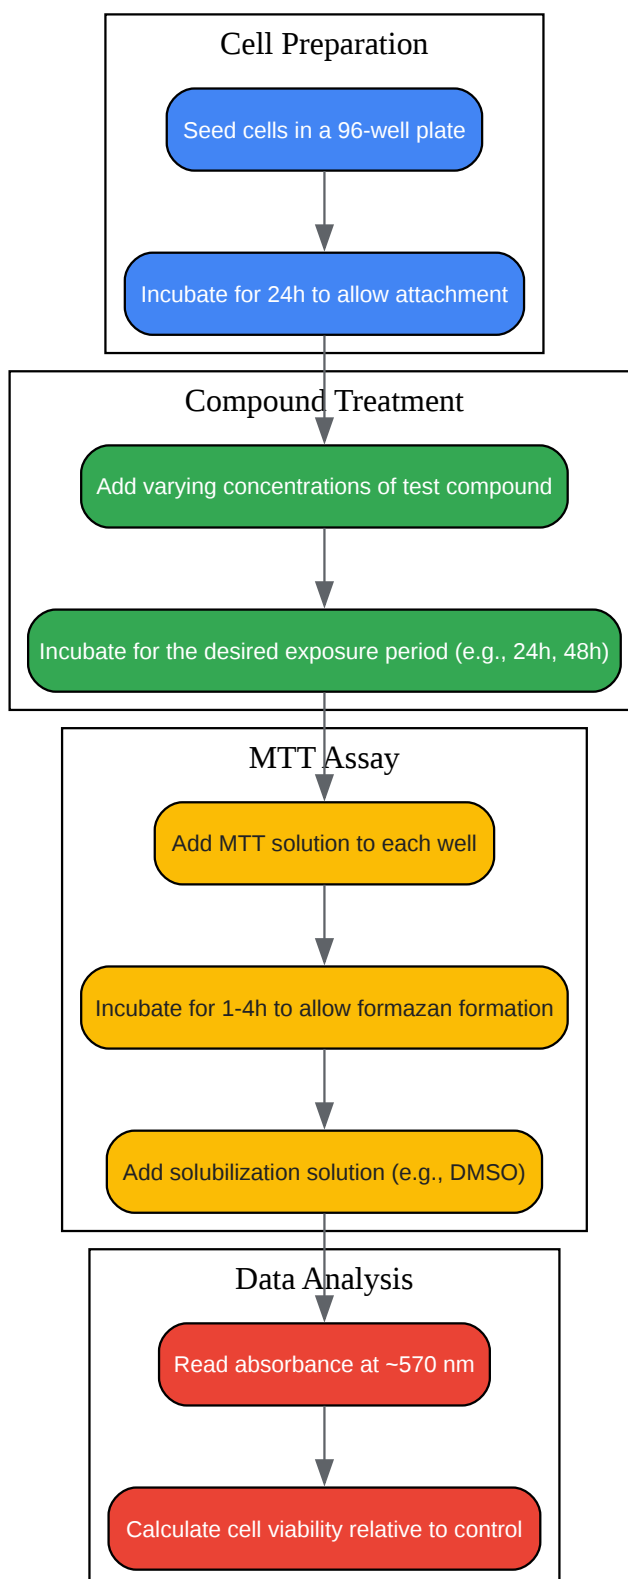 Cell Preparation
Seed cells in a 96-well plate
Incubate for 24h to allow attachment
Compound Treatment
Add varying concentrations of test compound
Incubate for the desired exposure period (e.g., 24h, 48h)
MTT Assay
Add MTT solution to each well
Incubate for 1-4h to allow formazan formation
Add solubilization solution (e.g., DMSO)
Data Analysis
Read absorbance at ~570 nm
Calculate cell viability relative to control